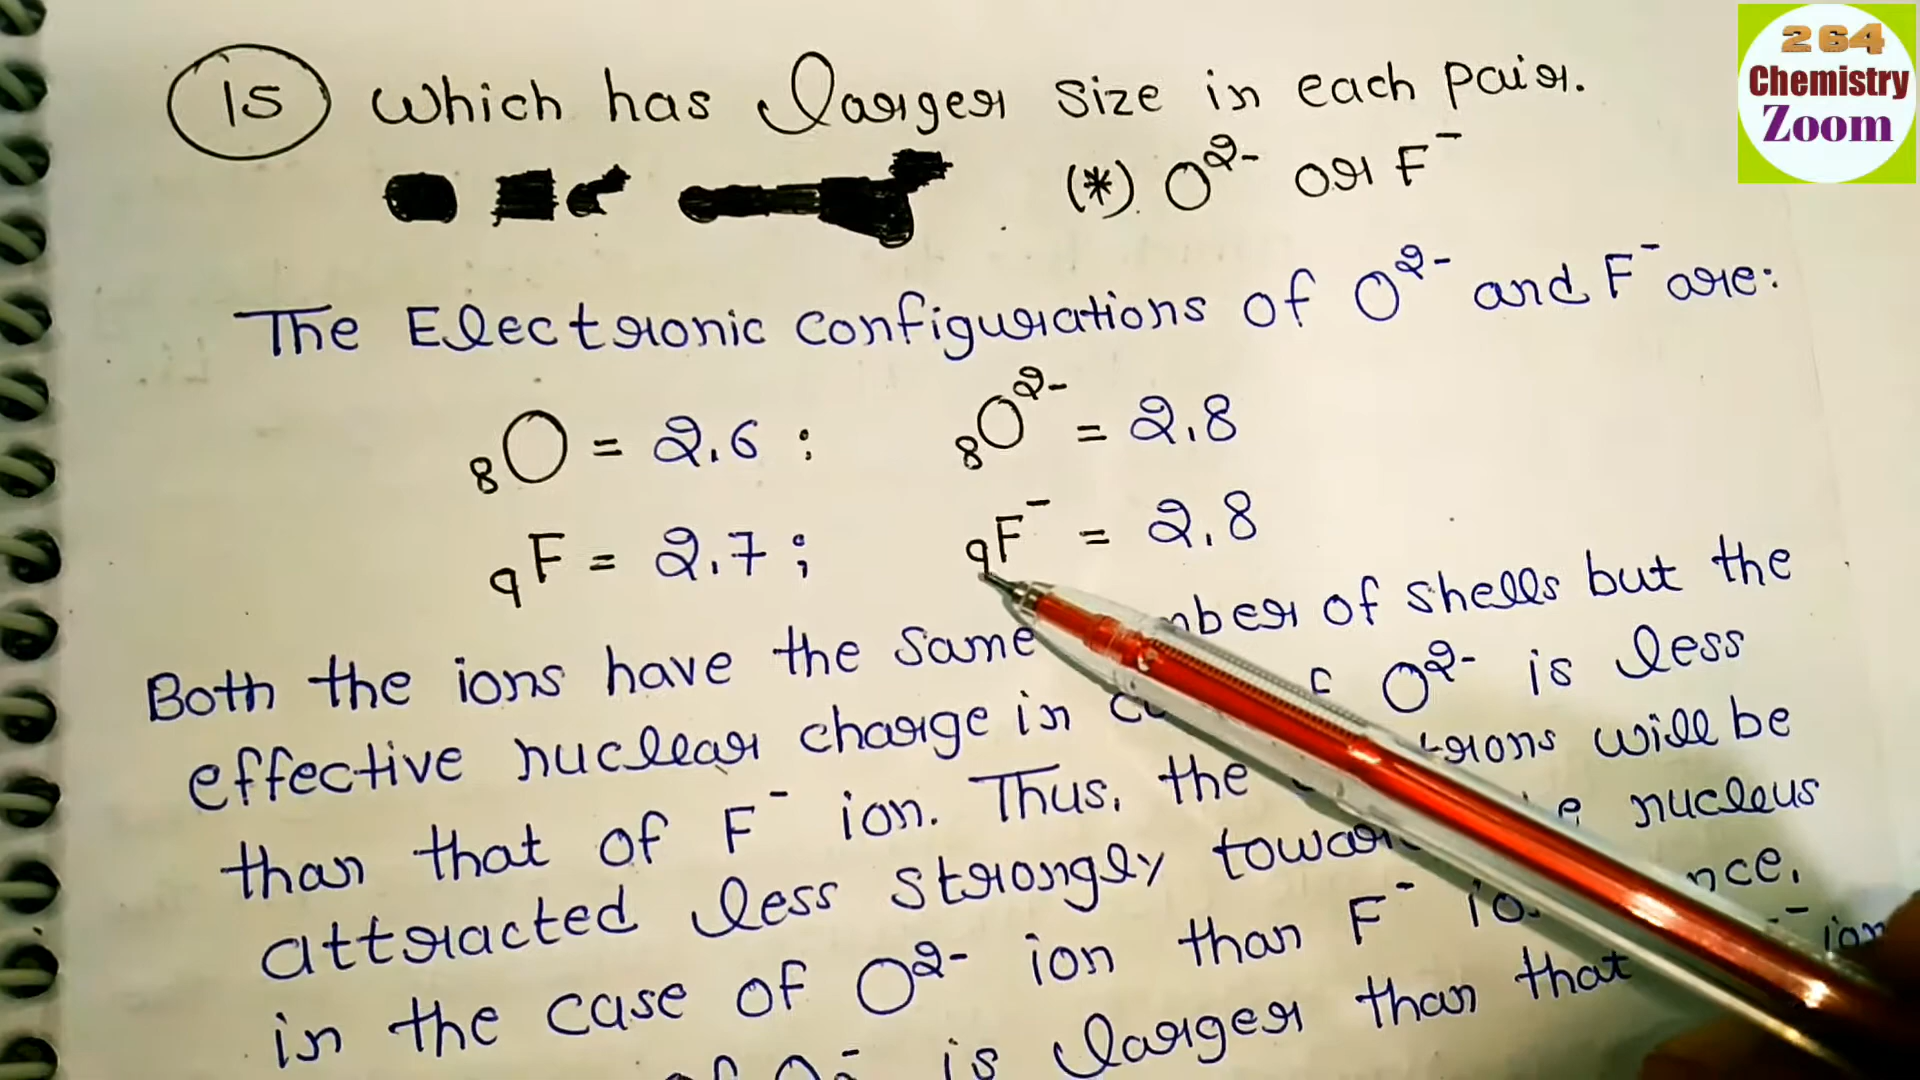 264
Chemistry
Zoom
15 Which has larger size in each pair.
(*) O²⁻ or F⁻
The Electronic configurations of O²⁻ and F⁻ are:
₈O = 2,6 ; ₈O²⁻ = 2,8
₉F = 2,7 ; ₉F⁻ = 2,8
Both the ions have the same of shells but the
effective nuclear charge in O²⁻ is less
than that of F⁻ ion. Thus, the will be
attracted less strongly nucleus
in the case of O²⁻ ion than F⁻
is larger than that ion